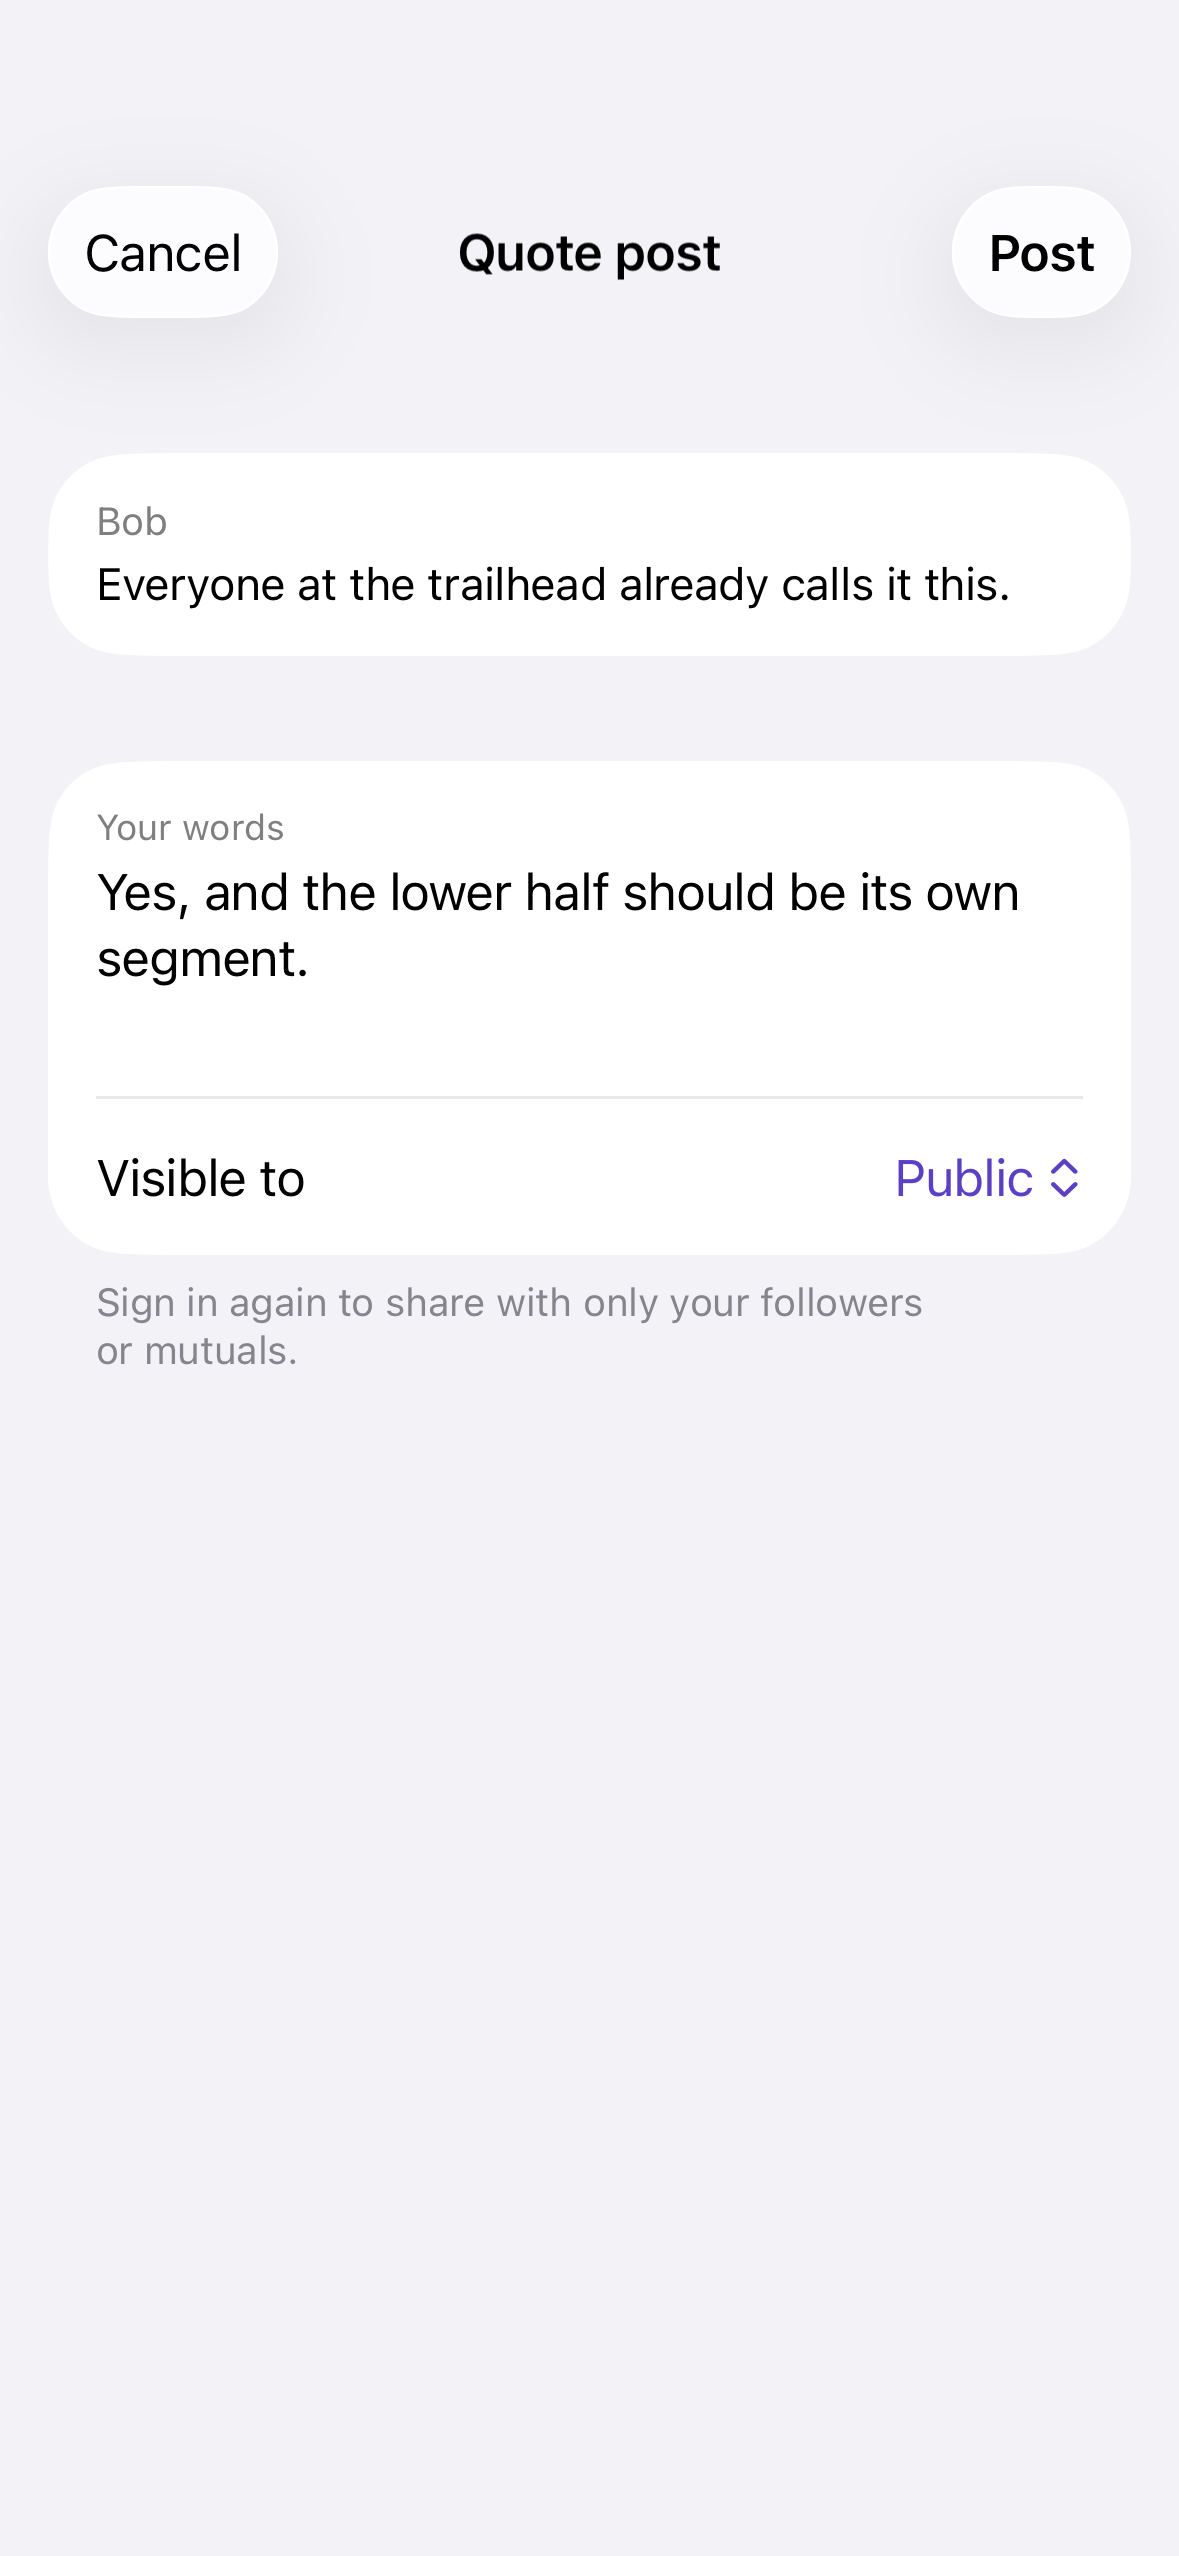 Cancel
Quote post
Post
Bob
Everyone at the trailhead already calls it this.
Your words
Yes, and the lower half should be its own
segment.
Visible to
Public
Sign in again to share with only your followers
or mutuals.